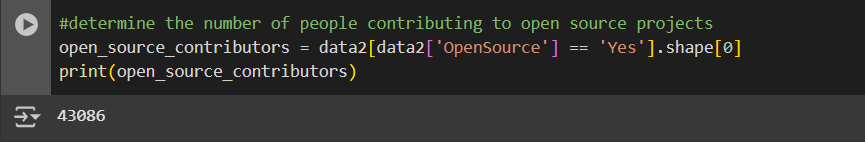 #determine the number of people contributing to open source projects
open_source_contributors = data2[data2['OpenSource'] == 'Yes'].shape[0]
print(open_source_contributors)
43086